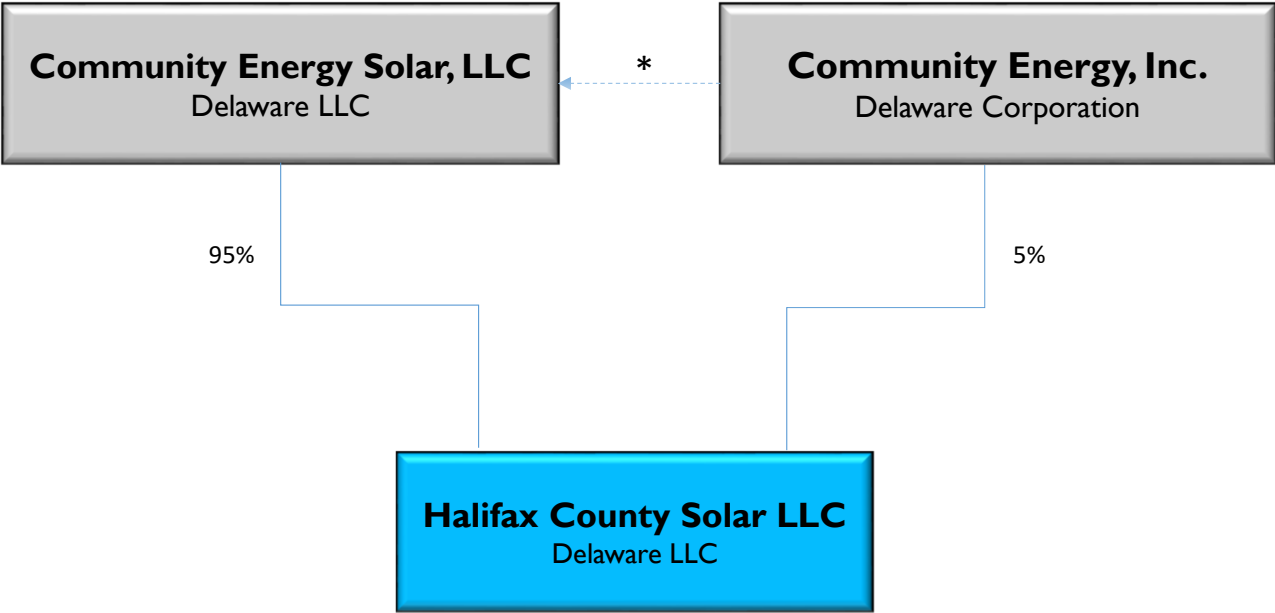 Community Energy Solar, LLC
Delaware LLC
*
Community Energy, Inc.
Delaware Corporation
95%
5%
Halifax County Solar LLC
Delaware LLC